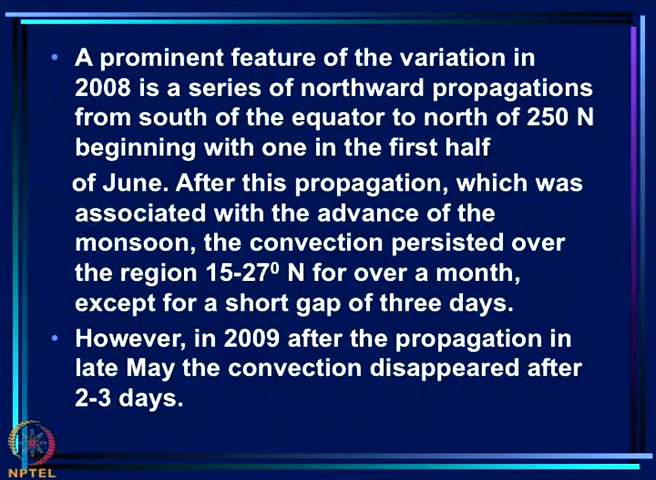 • A prominent feature of the variation in
2008 is a series of northward propagations
from south of the equator to north of 250 N
beginning with one in the first half
of June. After this propagation, which was
associated with the advance of the
monsoon, the convection persisted over
the region 15-27⁰ N for over a month,
except for a short gap of three days.
• However, in 2009 after the propagation in
late May the convection disappeared after
2-3 days.
NPTEL